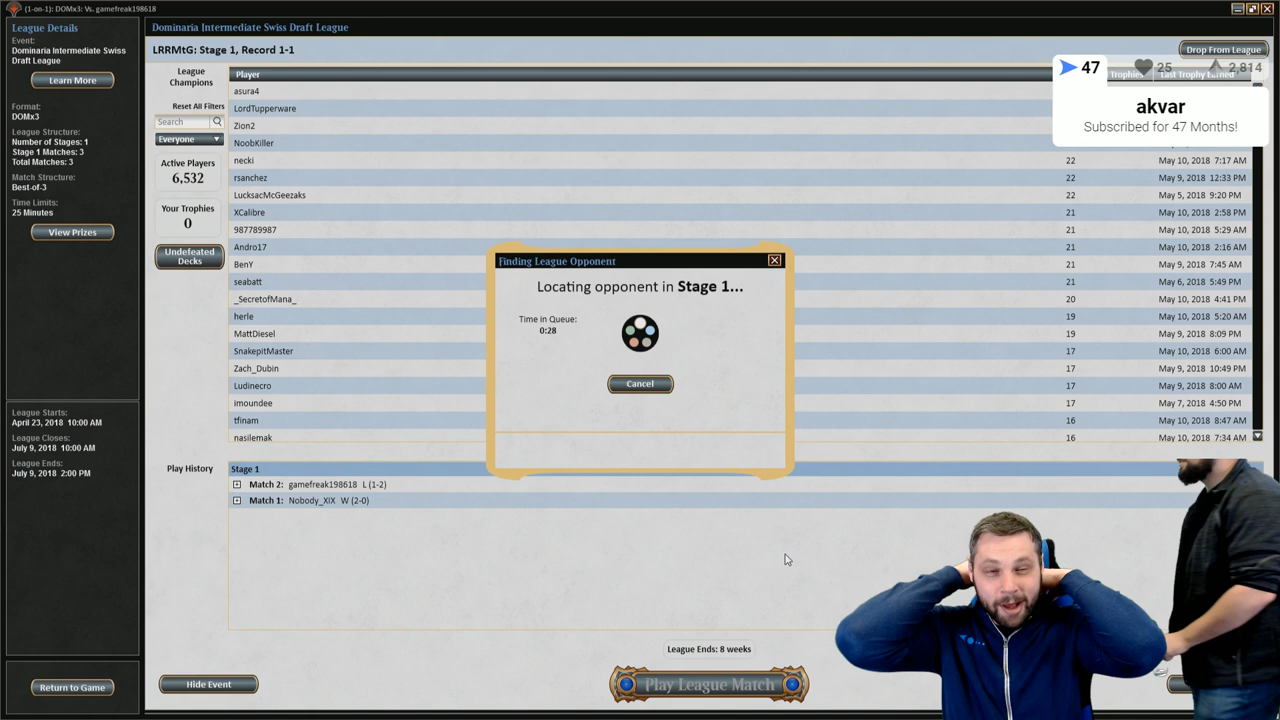 (1-on-1): DOMx3: Vs. gamefreak198618
League Details
Event:
Dominaria Intermediate Swiss
Draft League
Learn More
Format:
DOMx3
League Structure:
Number of Stages: 1
Stage 1 Matches: 3
Total Matches: 3
Match Structure:
Best-of-3
Time Limits:
25 Minutes
View Prizes
League Starts:
April 23, 2018 10:00 AM
League Closes:
July 9, 2018 10:00 AM
League Ends:
July 9, 2018 2:00 PM
Return to Game
Dominaria Intermediate Swiss Draft League
LRRMtG: Stage 1, Record 1-1
Drop From League
League
Champions
Reset All Filters
Search
Everyone
Active Players
6,532
Your Trophies
0
Undefeated
Decks
Player
Trophies
Last Trophy Earned
asura4
LordTupperware
Zion2
NoobKiller
necki 22 May 10, 2018 7:17 AM
rsanchez 22 May 9, 2018 12:33 PM
LucksacMcGeezaks 22 May 5, 2018 9:20 PM
XCalibre 21 May 10, 2018 2:58 PM
987789987 21 May 10, 2018 5:29 AM
Andro17 21 May 10, 2018 2:16 AM
BenY 21 May 9, 2018 7:45 AM
seabatt 21 May 6, 2018 5:49 PM
_SecretofMana_ 20 May 10, 2018 4:41 PM
herle 19 May 10, 2018 5:20 AM
MattDiesel 19 May 9, 2018 8:09 PM
SnakepitMaster 17 May 10, 2018 6:00 AM
Zach_Dubin 17 May 9, 2018 10:49 PM
Ludinecro 17 May 9, 2018 8:00 AM
imoundee 17 May 7, 2018 4:50 PM
tfinam 16 May 10, 2018 8:47 AM
nasilemak 16 May 10, 2018 7:34 AM
47 25 2,814
akvar
Subscribed for 47 Months!
Finding League Opponent
Locating opponent in Stage 1...
Time in Queue:
0:28
Cancel
Play History
Stage 1
Match 2: gamefreak198618 L (1-2)
Match 1: Nobody_XIX W (2-0)
League Ends: 8 weeks
Hide Event
Play League Match